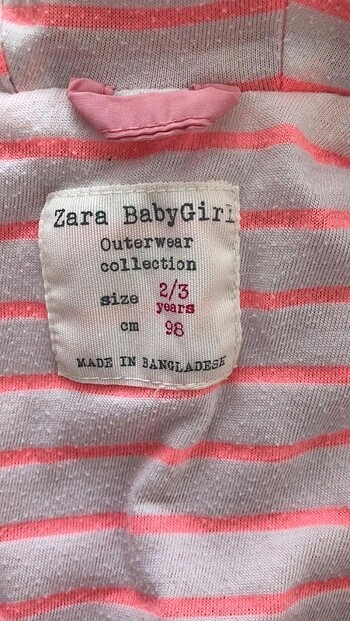 Zara BabyGirl
Outerwear
collection
size 2/3 years
cm 98
MADE IN BANGLADESH